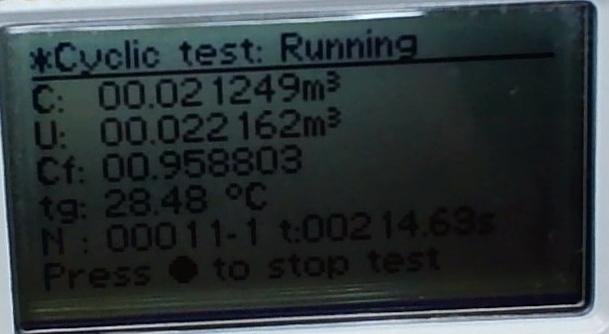 *Cyclic test: Running
C: 00.021249m³
U: 00.022162m³
Cf: 00.958803
tg: 28.48 °C
N : 00011-1 t:00214.63s
Press ● to stop test